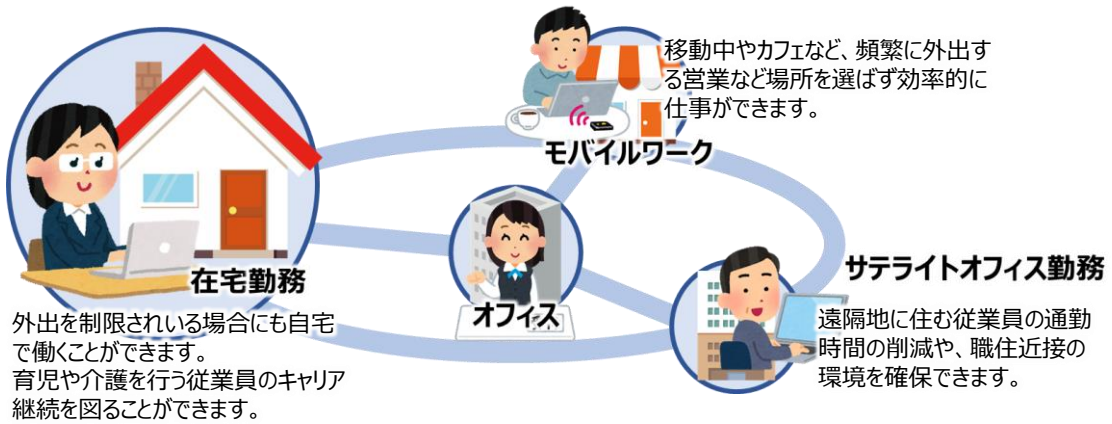 移動中やカフェなど、頻繁に外出す
る営業など場所を選ばず効率的に
仕事ができます。
モバイルワーク
在宅勤務
外出を制限されいる場合にも自宅
で働くことができます。
育児や介護を行う従業員のキャリア
継続を図ることができます。
オフィス
サテライトオフィス勤務
遠隔地に住む従業員の通勤
時間の削減や、職住近接の
環境を確保できます。